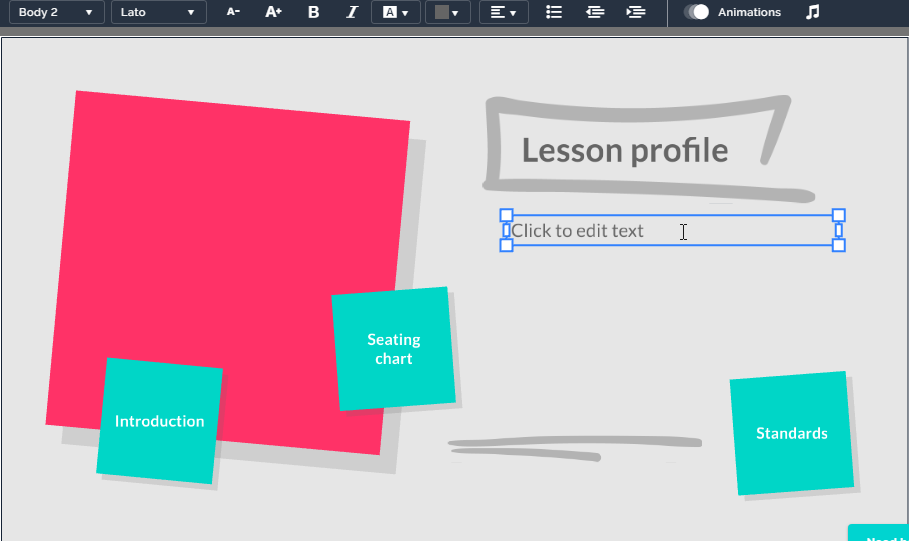 Body 2 Lato A- A+ B I A Animations
Lesson profile
Click to edit text
Seating
chart
Introduction
Standards